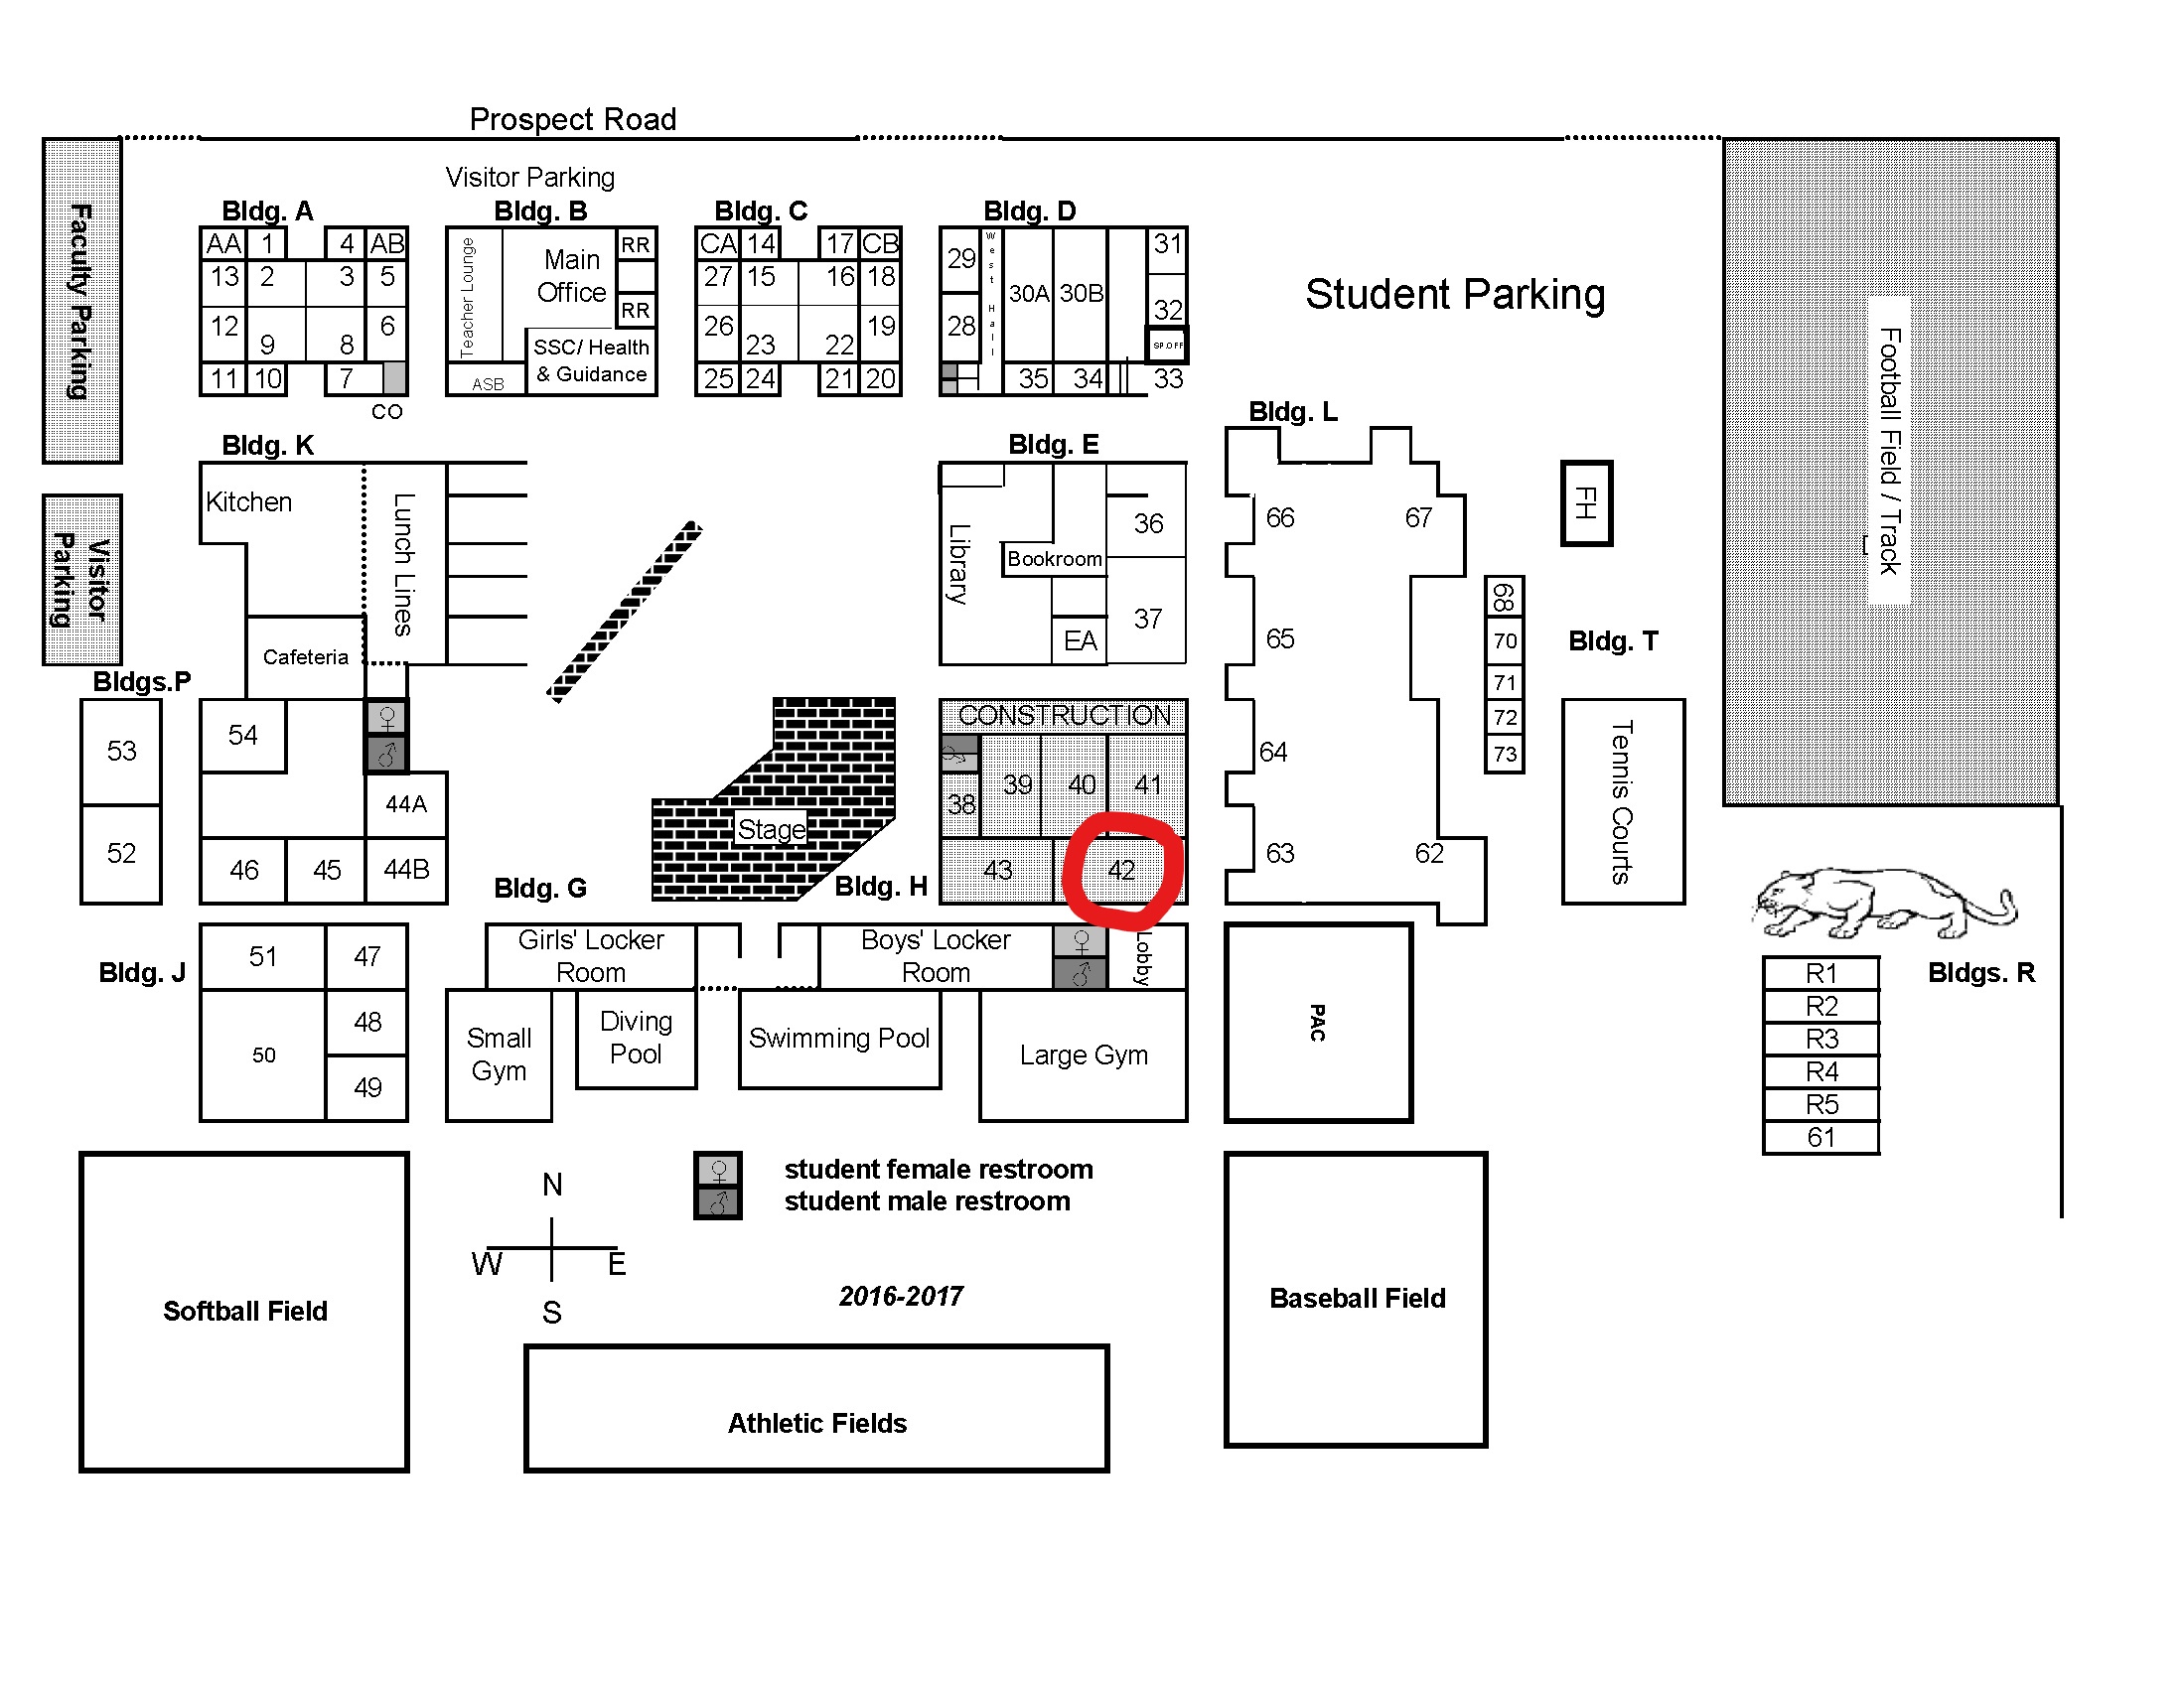 Prospect Road
Visitor Parking
Faculty Parking
Bldg. A
AA 1 4 AB
13 2 3 5
12 9 8 6
11 10 7
CO
Bldg. B
Teacher Lounge
Main
Office
RR
RR
SSC/ Health
& Guidance
ASB
Bldg. C
CA 14 17 CB
27 15 16 18
26 23 22 19
25 24 21 20
Bldg. D
29
28
West Hall
30A 30B
31
32
SP.OFF
35 34 33
Student Parking
Football Field / Track
Visitor
Parking
Bldg. K
Kitchen
Lunch Lines
Cafeteria
Bldg. E
Library
Bookroom
36
37
EA
Bldg. L
66 67
65
64
63 62
FH
68
70
71
72
73
Bldg. T
Tennis Courts
Bldgs.P
53
52
54
♀
♂
44A
46 45 44B
Stage
CONSTRUCTION
♂
38 39 40 41
43 42
Bldg. G
Bldg. H
Bldg. J
51 47
50 48
49
Girls' Locker
Room
Boys' Locker
Room
♀
♂
Lobby
Small
Gym
Diving
Pool
Swimming Pool
Large Gym
PAC
Bldgs. R
R1
R2
R3
R4
R5
61
♀ student female restroom
♂ student male restroom
N
W E
S
2016-2017
Softball Field
Athletic Fields
Baseball Field